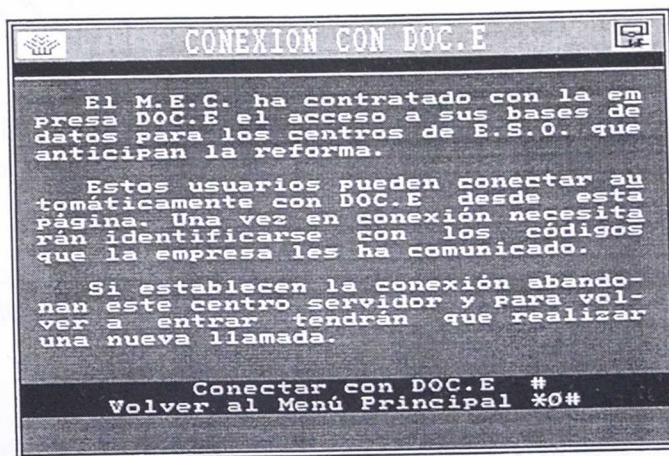 CONEXION CON DOC.E
El M.E.C. ha contratado con la em
presa DOC.E el acceso a sus bases de
datos para los centros de E.S.O. que
anticipan la reforma.
Estos usuarios pueden conectar au
tomáticamente con DOC.E desde esta
página. Una vez en conexión necesita
rán identificarse con los códigos
que la empresa les ha comunicado.
Si establecen la conexión abando-
nan este centro servidor y para vol-
ver a entrar tendrán que realizar
una nueva llamada.
Conectar con DOC.E #
Volver al Menú Principal *0#